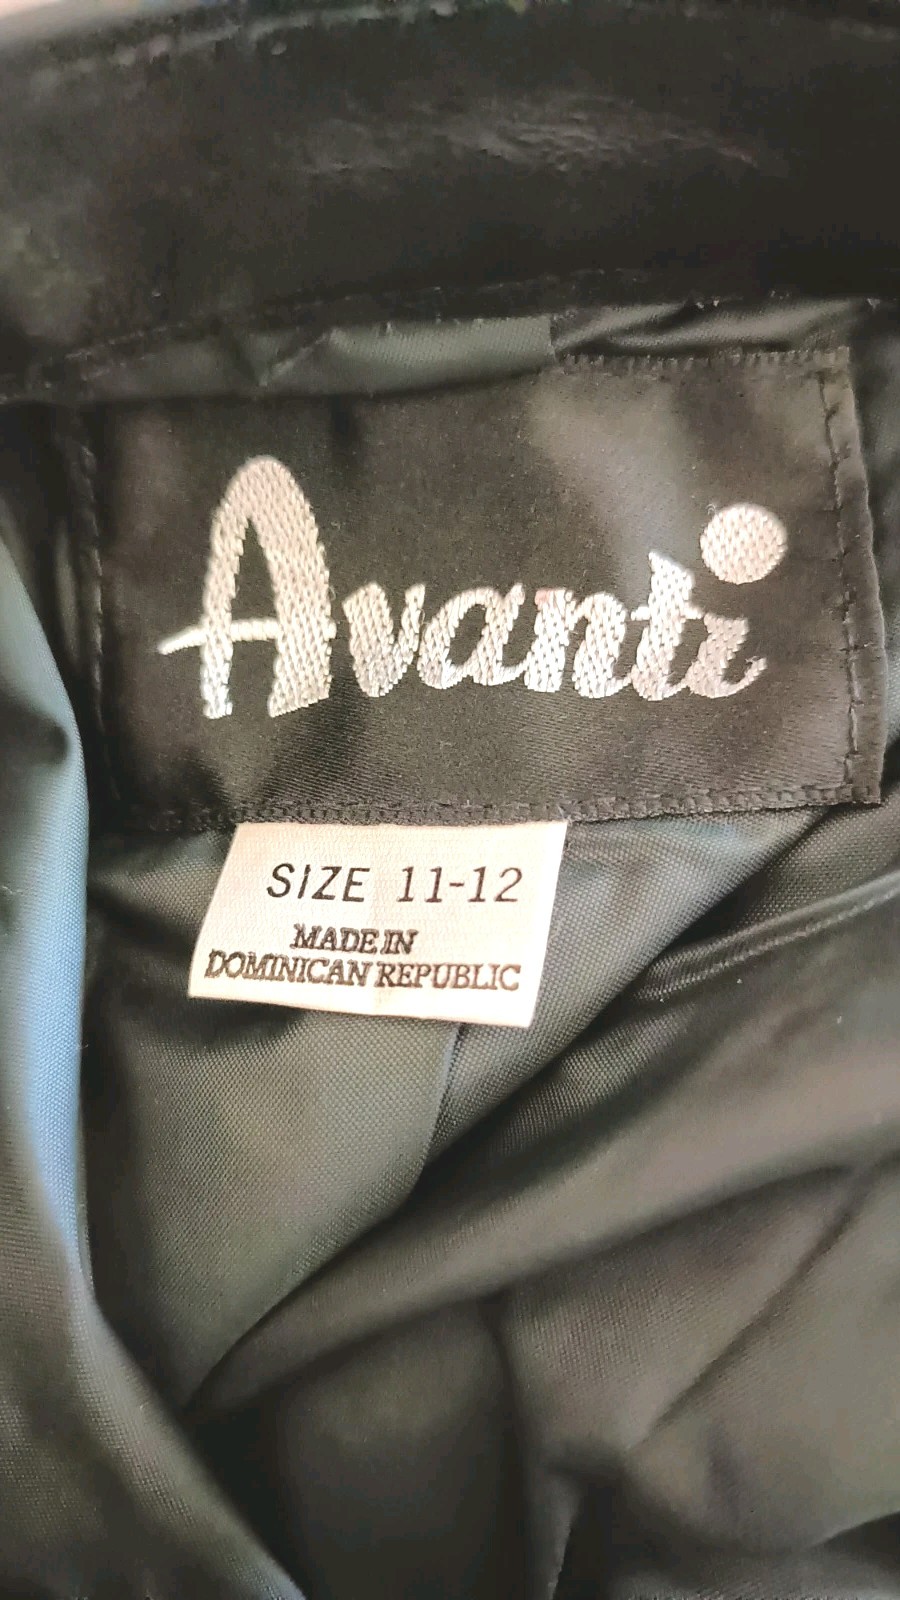 Avanti
SIZE 11-12
MADE IN
DOMINICAN REPUBLIC